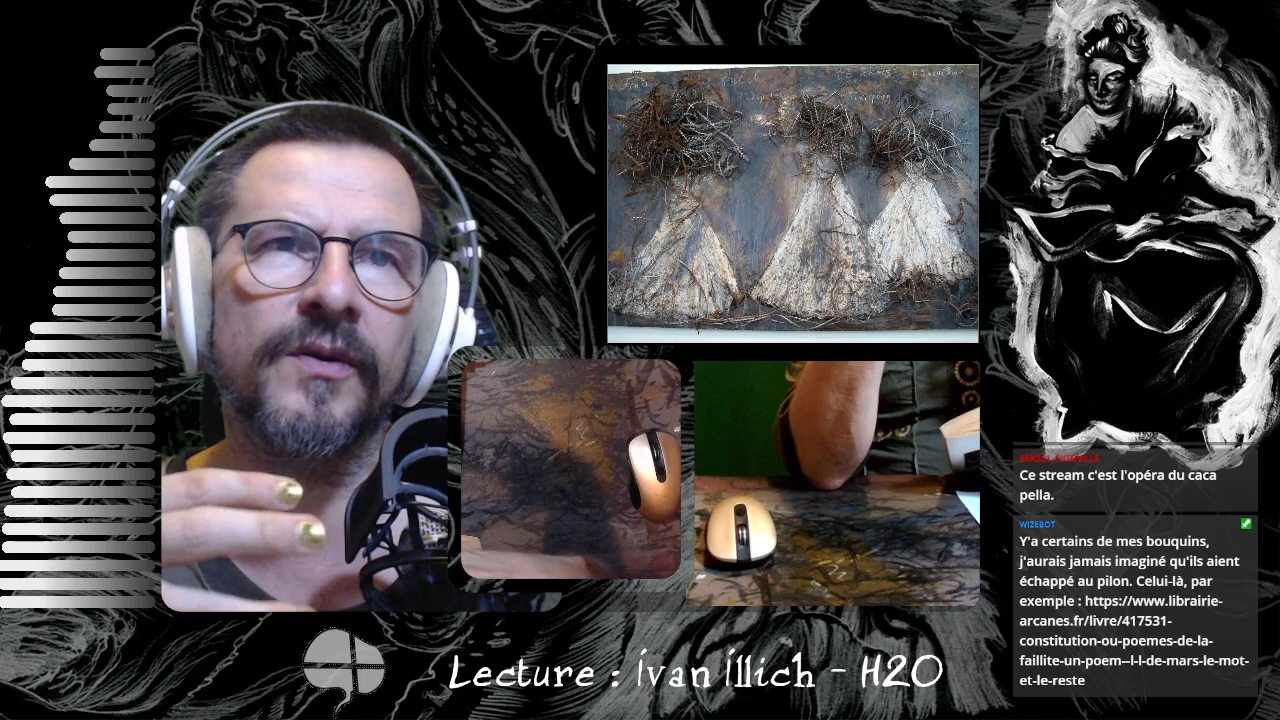 Ce stream c'est l'opéra du caca
pella.
WIZEBOT
Y'a certains de mes bouquins,
j'aurais jamais imaginé qu'ils aient
échappé au pilon. Celui-là, par
exemple : https://www.librairie-
arcanes.fr/livre/417531-
constitution-ou-poemes-de-la-
faillite-un-poem--l-l-de-mars-le-mot-
et-le-reste
Lecture : Ivan Illich - H2O